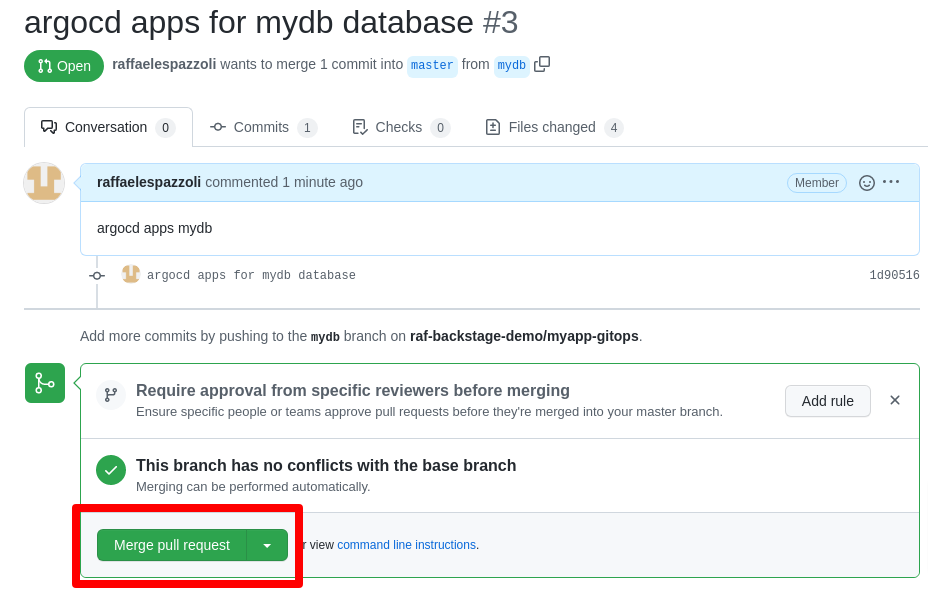 argocd apps for mydb database #3
Open raffaelespazzoli wants to merge 1 commit into master from mydb
Conversation 0 Commits 1 Checks 0 Files changed 4
raffaelespazzoli commented 1 minute ago Member
argocd apps mydb
argocd apps for mydb database 1d90516
Add more commits by pushing to the mydb branch on raf-backstage-demo/myapp-gitops.
Require approval from specific reviewers before merging
Ensure specific people or teams approve pull requests before they're merged into your master branch.
Add rule
This branch has no conflicts with the base branch
Merging can be performed automatically.
Merge pull request view command line instructions.